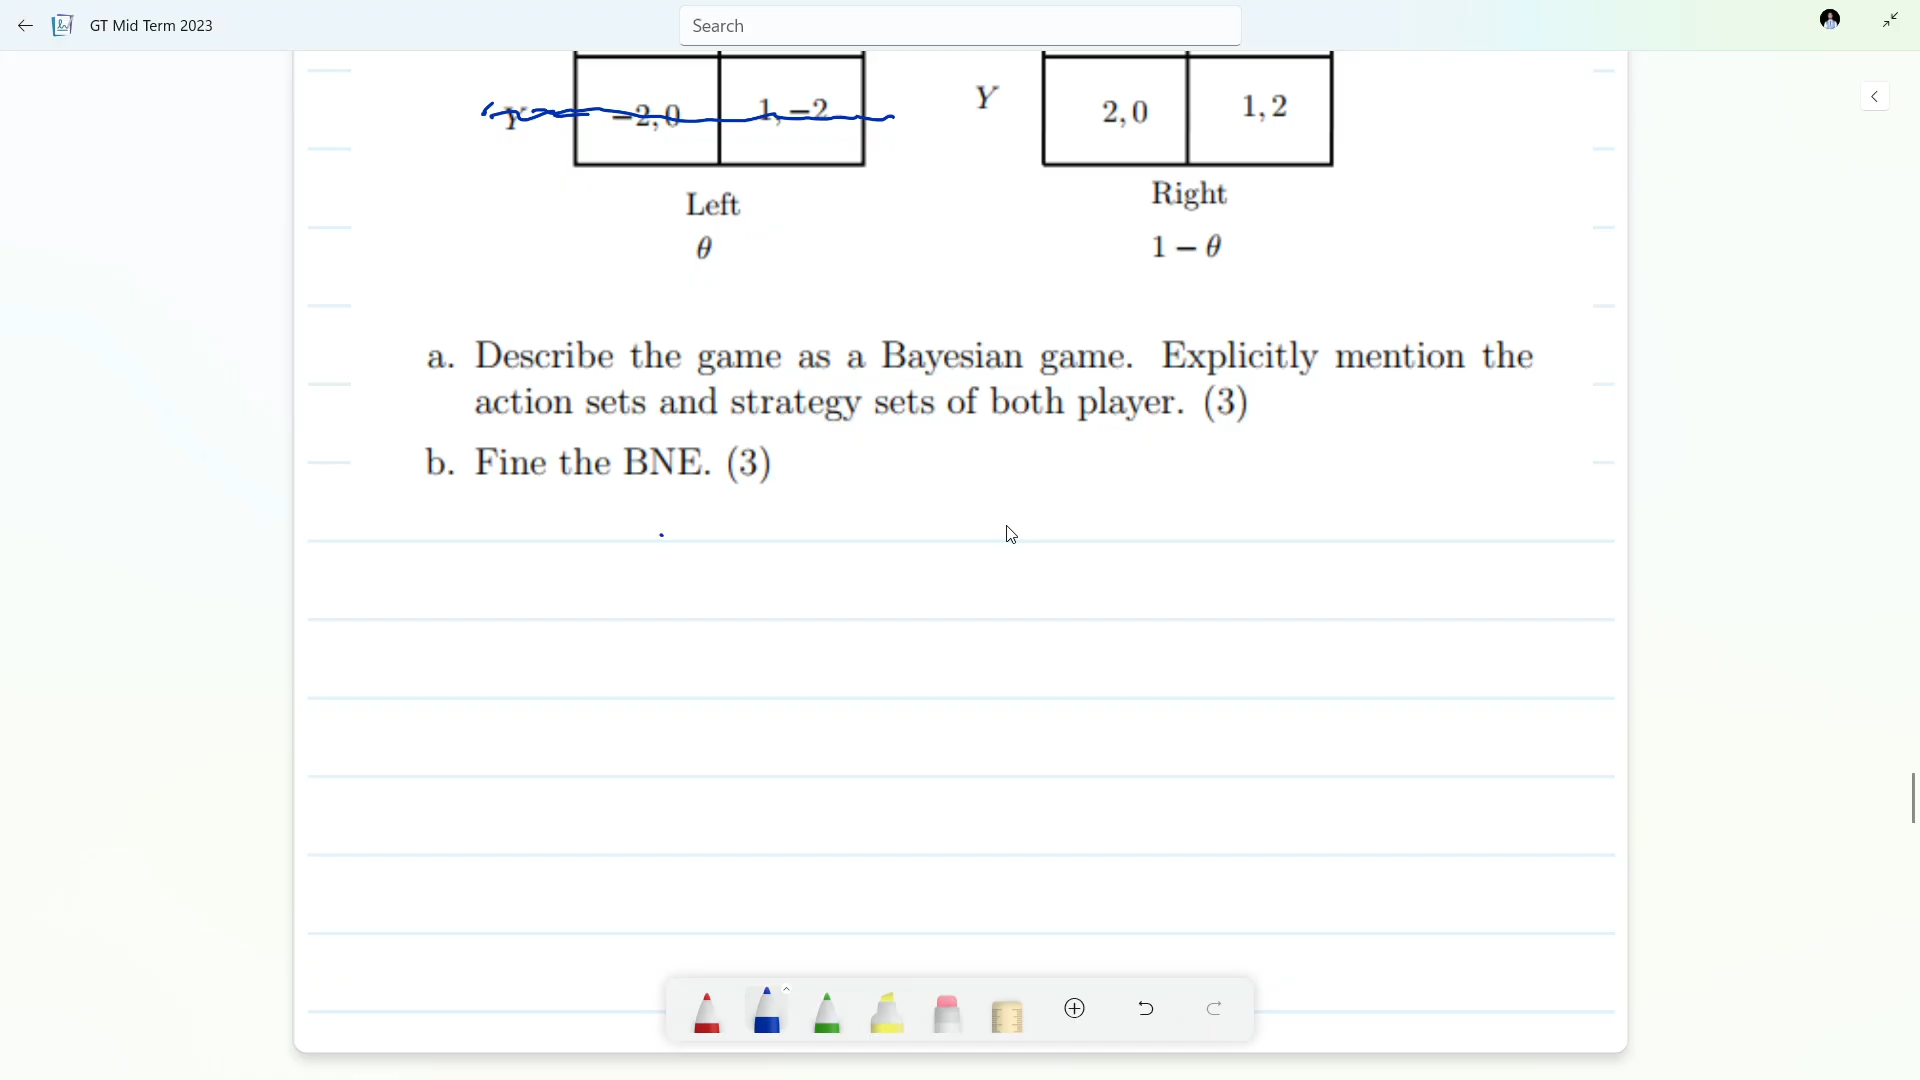 GT Mid Term 2023
Search
Y -2, 0 1, -2
Y 2, 0 1, 2
Left
Right
θ
1 − θ
a. Describe the game as a Bayesian game. Explicitly mention the
action sets and strategy sets of both player. (3)
b. Fine the BNE. (3)